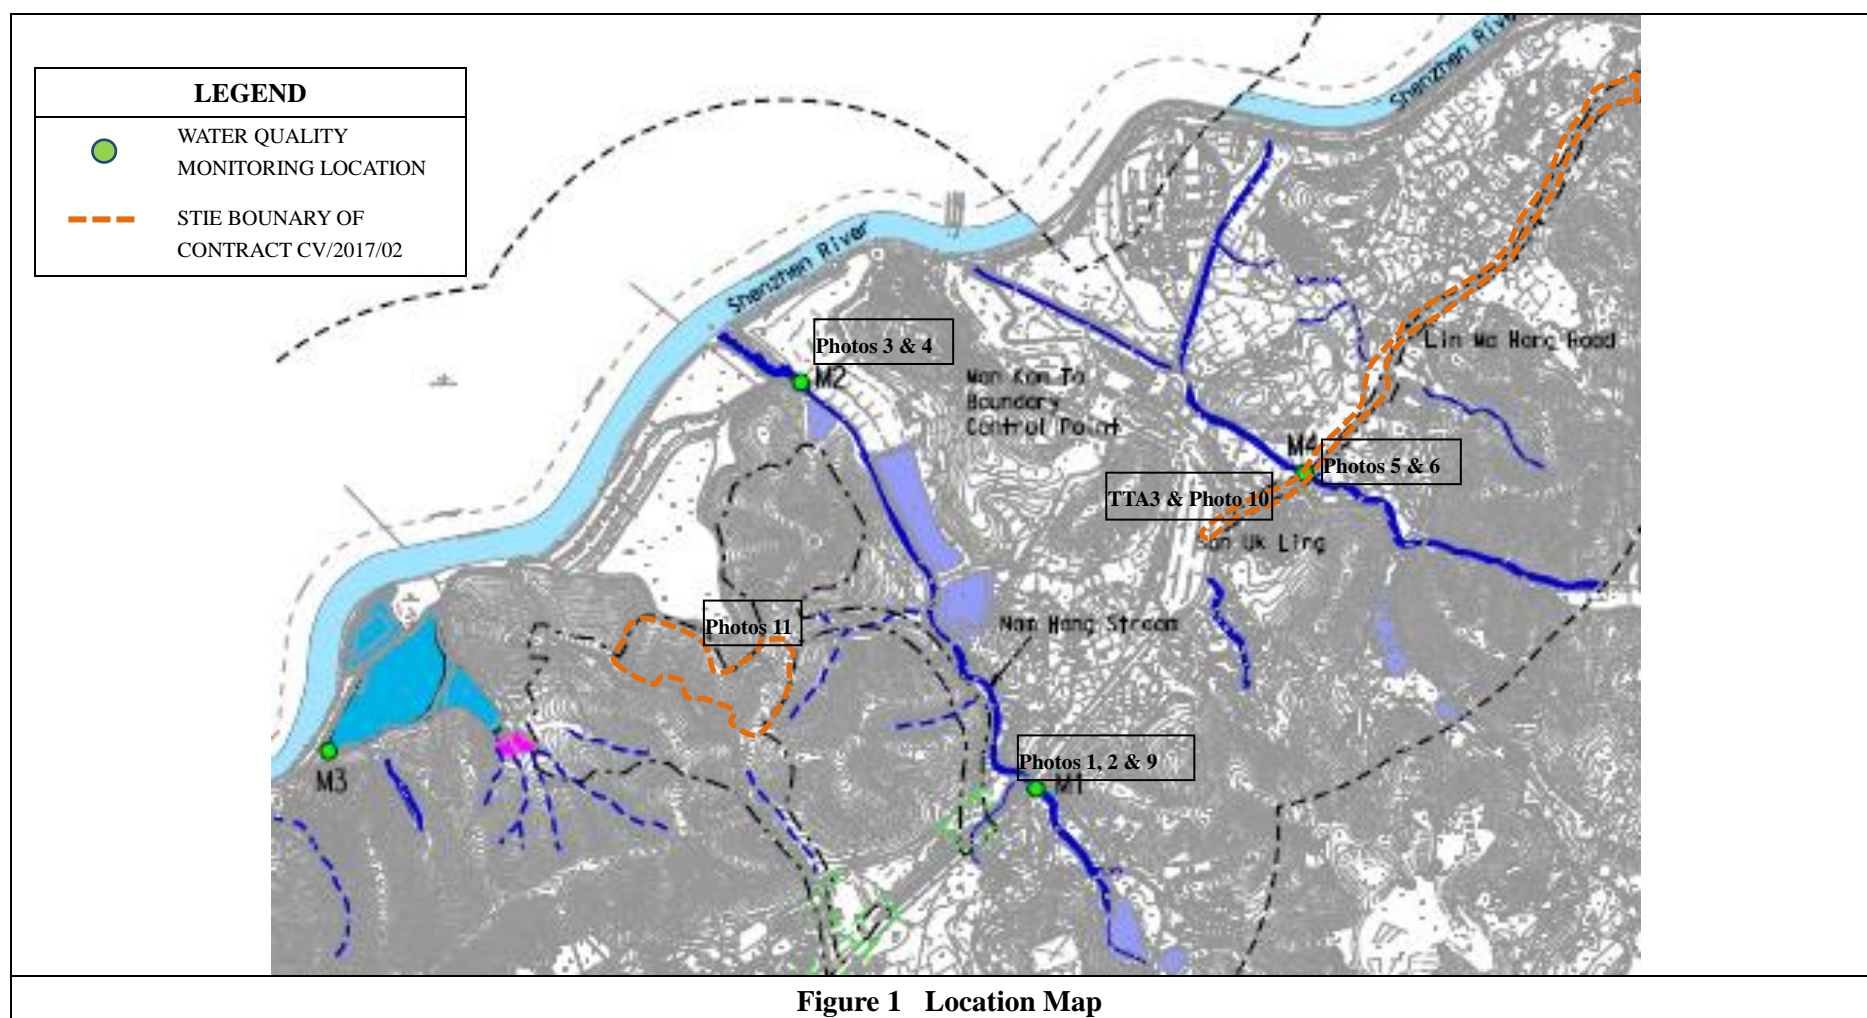 LEGEND
WATER QUALITY
MONITORING LOCATION
STIE BOUNARY OF
CONTRACT CV/2017/02
Shenzhen River
Shenzhen River
Photos 3 & 4
M2
Man Kam To
Boundary
Control Point
Lin Ma Hang Road
M4
Photos 5 & 6
TTA3 & Photo 10
San Uk Ling
Photos 11
Nam Hang Stream
Photos 1, 2 & 9
M1
M3
Figure 1 Location Map